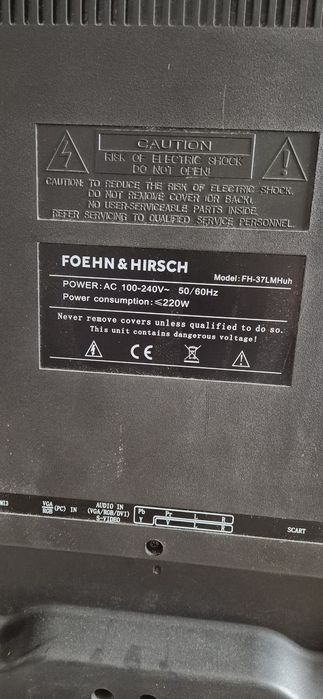 CAUTION
RISK OF ELECTRIC SHOCK
DO NOT OPEN!
CAUTION: TO REDUCE THE RISK OF ELECTRIC SHOCK,
DO NOT REMOVE COVER (OR BACK).
NO USER-SERVICEABLE PARTS INSIDE.
REFER SERVICING TO QUALIFIED SERVICE PERSONNEL.
FOEHN & HIRSCH
Model: FH-37LMHuh
POWER: AC 100-240V~ 50/60Hz
Power consumption: ≤220W
Never remove covers unless qualified to do so.
This unit contains dangerous voltage!
CE
VGA
RGB (PC) IN
AUDIO IN
(VGA/RGB/DVI)
S-VIDEO
Pb Pr L
Y V R
SCART